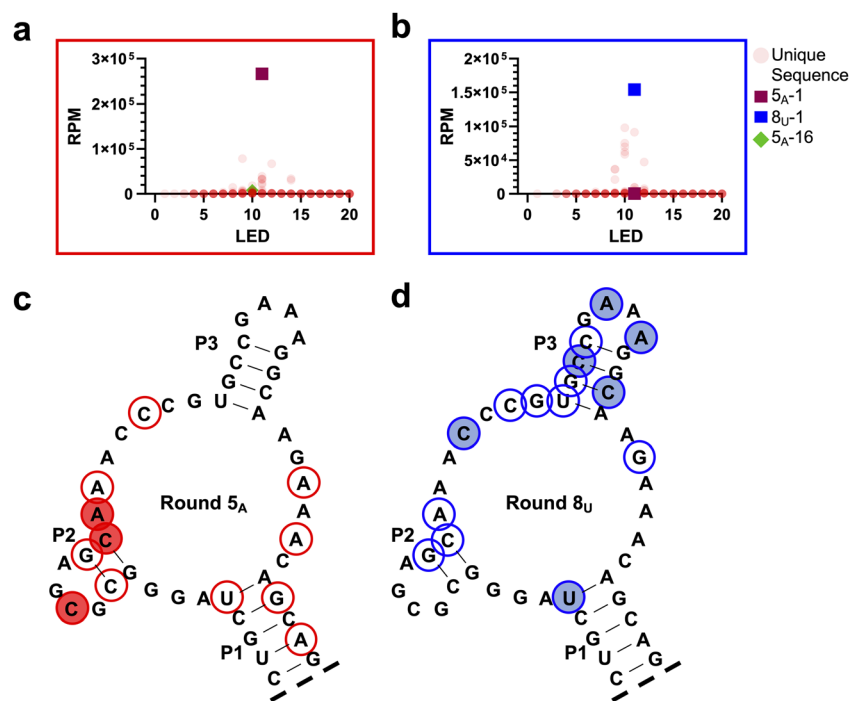 a
b
3×10⁵
2×10⁵
1×10⁵
0
RPM
0 5 10 15 20
LED
2×10⁵
1.5×10⁵
1×10⁵
5×10⁴
0
RPM
0 5 10 15 20
LED
Unique
Sequence
5A-1
8U-1
5A-16
c
P3
G A A A
C G
C G
G C
U A
G
C
C
C
A
A
A
C
P2
G
A
G
C
G
C
G
G
G
A
U
C
G
U
C
P1
A
G
A
A
A
C
A
G
C
A
G
Round 5A
d
P3
G A A A
C G
C G
G C
U A
G
C
C
C
A
A
A
C
P2
G
A
G
C
G
C
G
G
G
A
U
C
G
U
C
P1
A
G
A
A
A
C
A
G
C
A
G
Round 8U